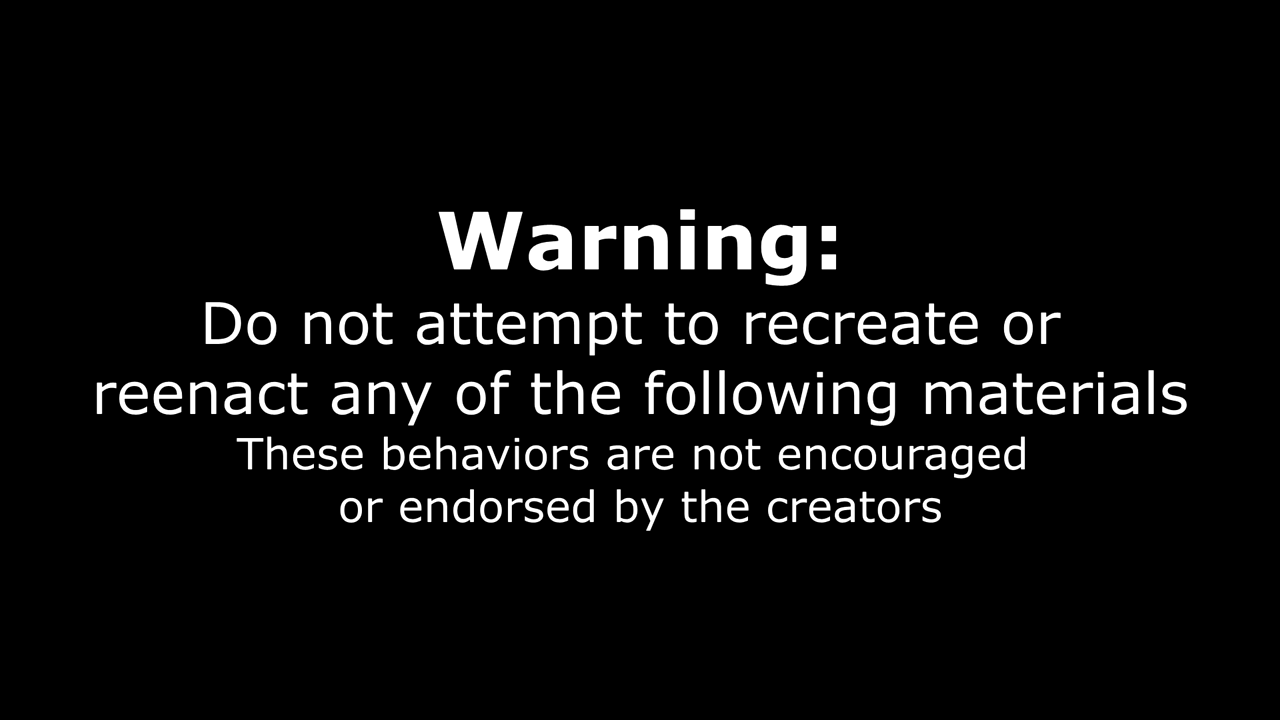 Warning:
Do not attempt to recreate or
reenact any of the following materials
These behaviors are not encouraged
or endorsed by the creators